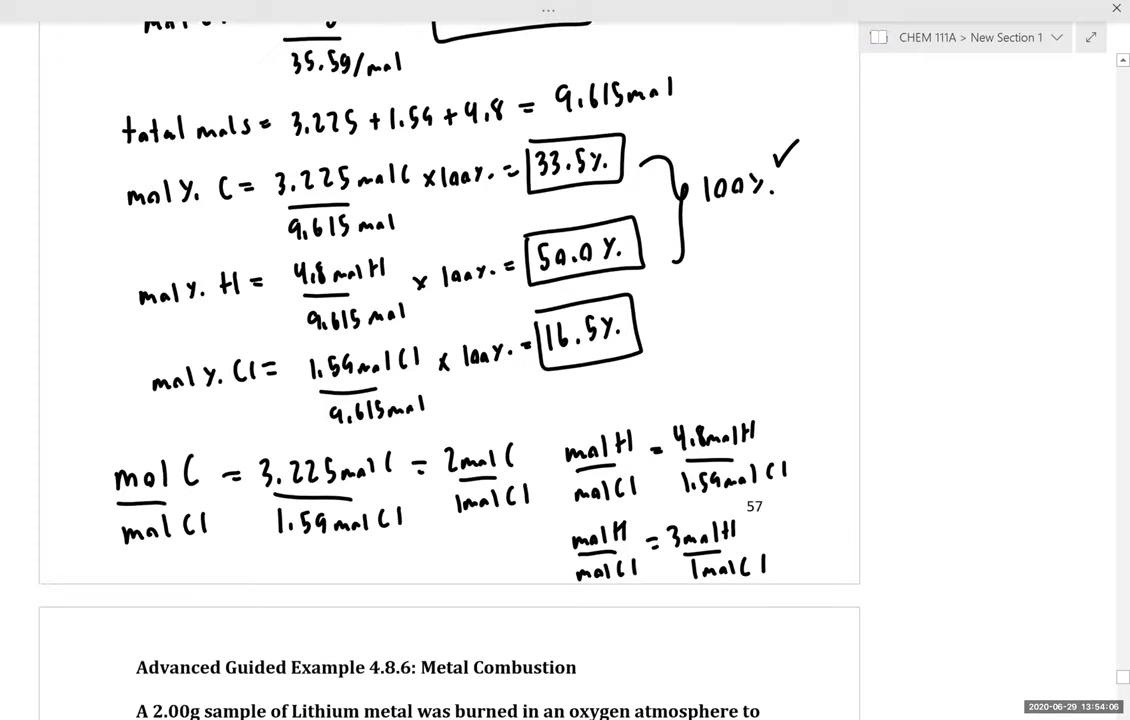 CHEM 111A > New Section 1
35.5g/mol
total mols = 3.225 + 1.59 + 4.8 = 9.615 mol
mol %. C = 3.225 mol C / 9.615 mol x 100 %. = 33.5 %.
100 %. ✓
mol %. H = 4.8 mol H / 9.615 mol x 100 %. = 50.0 %.
mol %. Cl = 1.59 mol Cl / 9.615 mol x 100 %. = 16.5 %.
mol C / mol Cl = 3.225 mol C / 1.59 mol Cl = 2 mol C / 1 mol Cl
mol H / mol Cl = 4.8 mol H / 1.59 mol Cl
57
mol H / mol Cl = 3 mol H / 1 mol Cl
Advanced Guided Example 4.8.6: Metal Combustion
A 2.00g sample of Lithium metal was burned in an oxygen atmosphere to
2020-06-29 13:54:06